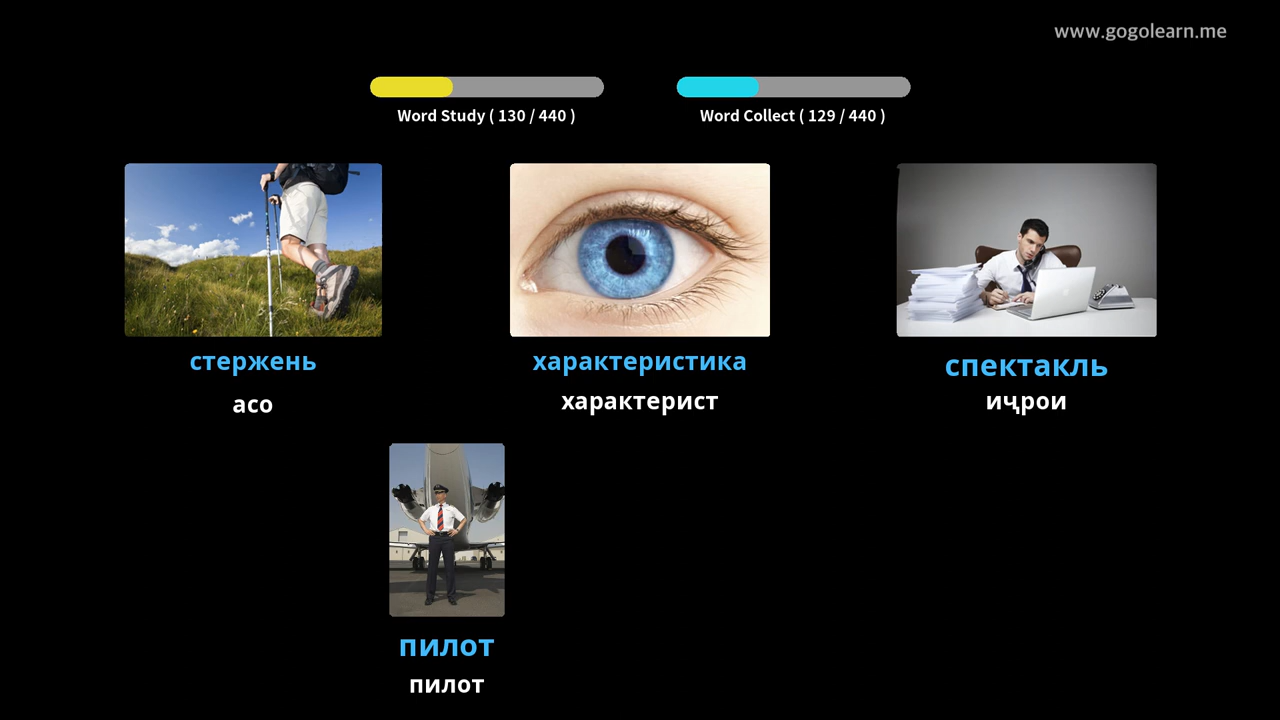 www.gogolearn.me
Word Study ( 130 / 440 )
Word Collect ( 129 / 440 )
стержень
характеристика
спектакль
асо
характерист
иҷрои
пилот
пилот